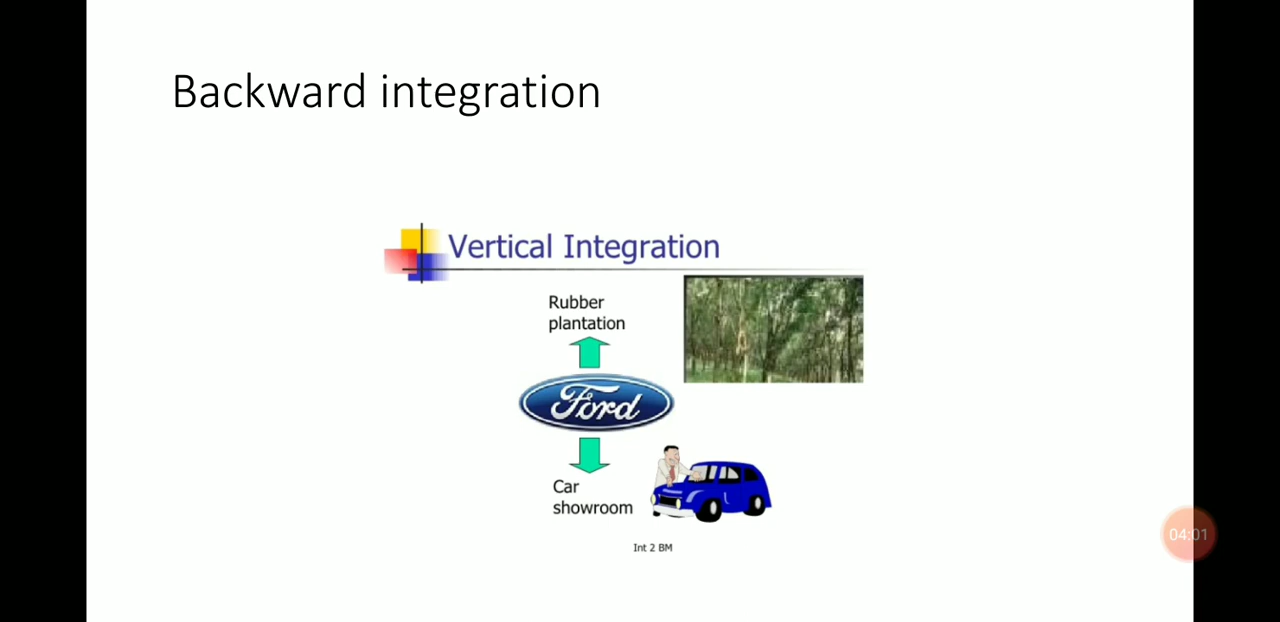 Backward integration
Vertical Integration
Rubber
plantation
Ford
Car
showroom
Int 2 BM
04:01